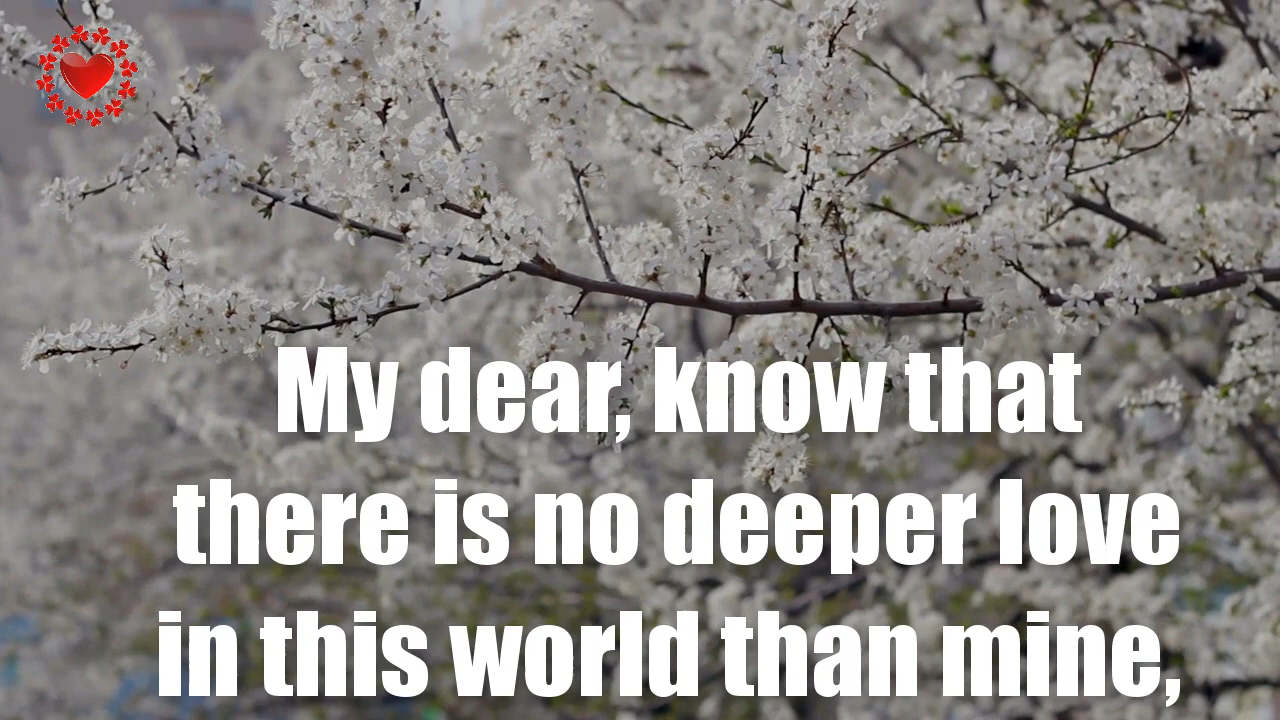 My dear, know that
there is no deeper love
in this world than mine,